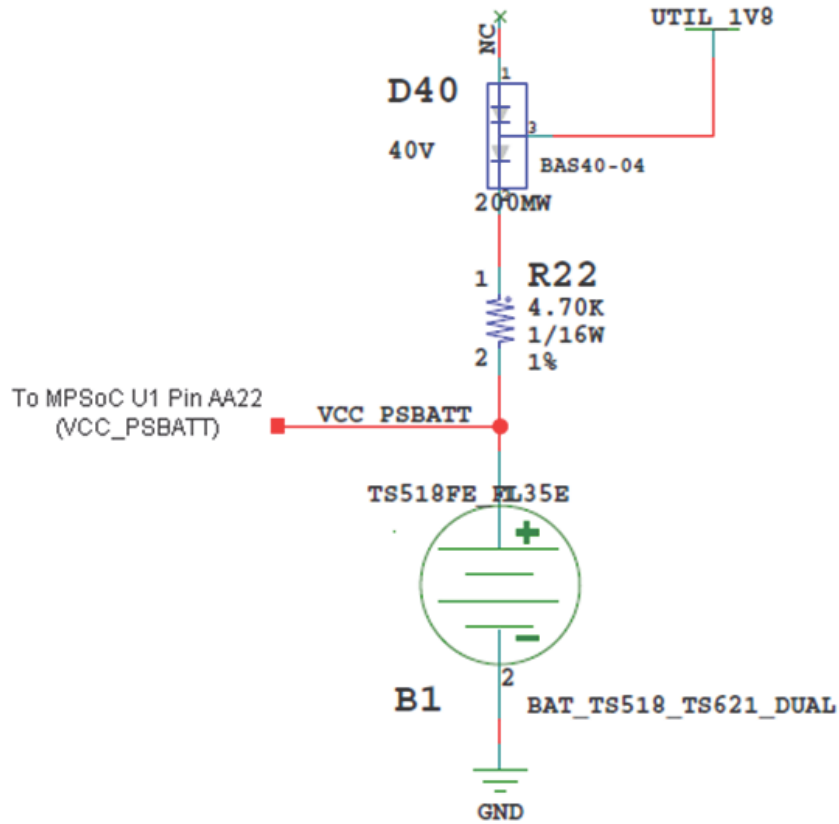 UTIL_1V8
NC
1
D40
3
40V
BAS40-04
200MW
1
R22
4.70K
1/16W
2
1%
To MPSoC U1 Pin AA22
(VCC_PSBATT)
VCC_PSBATT
+
-
2
B1
BAT_TS518_TS621_DUAL
GND